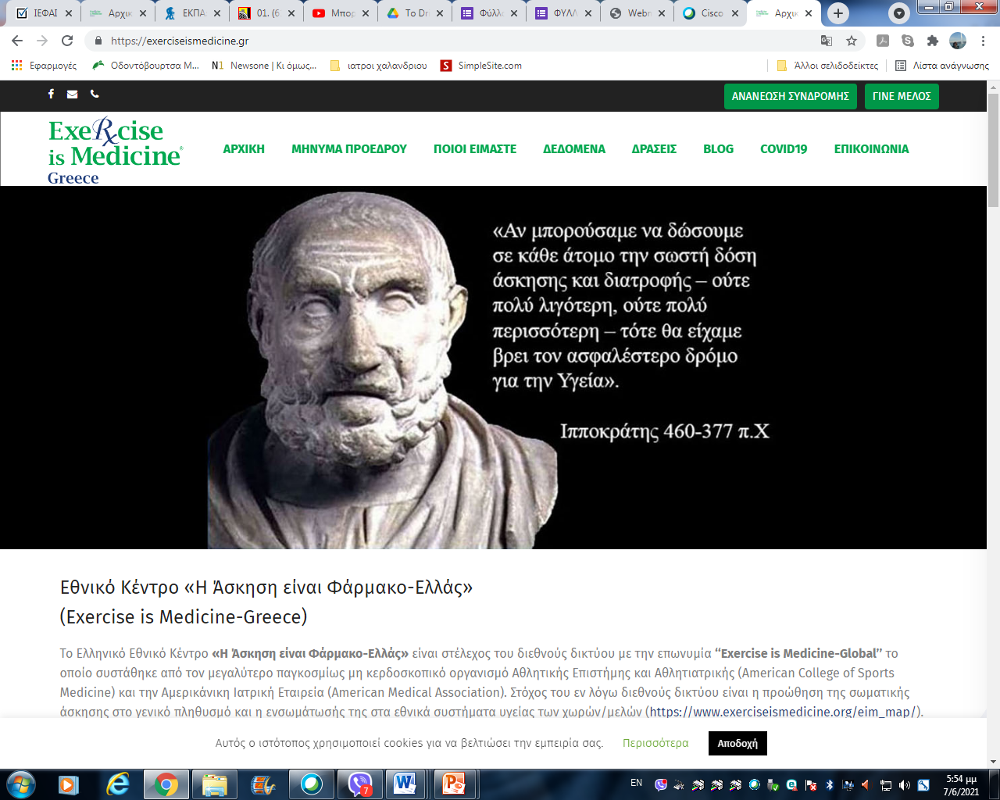 ΙΕΦΑΙ
Αρχικ
ΕΚΠΑ
01. (6
Μπορ
Το Dri
Φύλλο
ΦΥΛΛ
Webn
Cisco
Αρχικ
https://exerciseismedicine.gr
Εφαρμογές
Οδοντόβουρτσα M...
Newsone | Κι όμως...
ιατροι χαλανδριου
SimpleSite.com
Άλλοι σελιδοδείκτες
Λίστα ανάγνωσης
ΑΝΑΝΕΩΣΗ ΣΥΝΔΡΟΜΗΣ
ΓΙΝΕ ΜΕΛΟΣ
ExeRxcise
is Medicine®
Greece
ΑΡΧΙΚΗ
ΜΗΝΥΜΑ ΠΡΟΕΔΡΟΥ
ΠΟΙΟΙ ΕΙΜΑΣΤΕ
ΔΕΔΟΜΕΝΑ
ΔΡΑΣΕΙΣ
BLOG
COVID19
ΕΠΙΚΟΙΝΩΝΙΑ
«Αν μπορούσαμε να δώσουμε
σε κάθε άτομο την σωστή δόση
άσκησης και διατροφής – ούτε
πολύ λιγότερη, ούτε πολύ
περισσότερη – τότε θα είχαμε
βρει τον ασφαλέστερο δρόμο
για την Υγεία».
Ιπποκράτης 460-377 π.Χ
Εθνικό Κέντρο «Η Άσκηση είναι Φάρμακο-Ελλάς»
(Exercise is Medicine-Greece)
Το Ελληνικό Εθνικό Κέντρο «Η Άσκηση είναι Φάρμακο-Ελλάς» είναι στέλεχος του διεθνούς δικτύου με την επωνυμία “Exercise is Medicine-Global” το
οποίο συστάθηκε από τον μεγαλύτερο παγκοσμίως μη κερδοσκοπικό οργανισμό Αθλητικής Επιστήμης και Αθλητιατρικής (American College of Sports
Medicine) και την Αμερικάνικη Ιατρική Εταιρεία (American Medical Association). Στόχος του εν λόγω διεθνούς δικτύου είναι η προώθηση της σωματικής
άσκησης στο γενικό πληθυσμό και η ενσωμάτωσή της στα εθνικά συστήματα υγείας των χωρών/μελών (https://www.exerciseismedicine.org/eim_map/).
Αυτός ο ιστότοπος χρησιμοποιεί cookies για να βελτιώσει την εμπειρία σας.
Περισσότερα
Αποδοχή
7
EN
5:54 μμ
7/6/2021